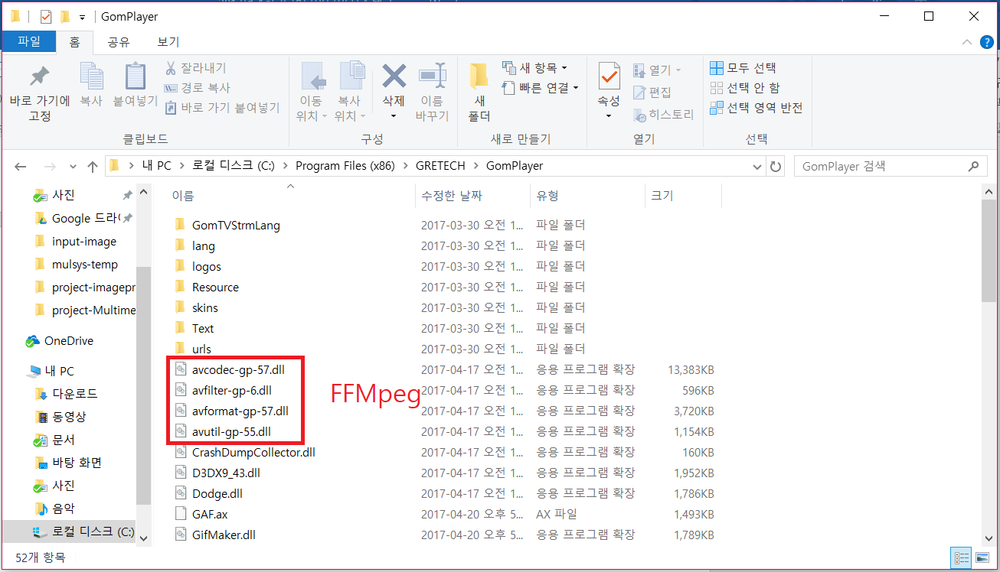 GomPlayer
파일 홈 공유 보기
바로 가기에 고정
복사
붙여넣기
잘라내기
경로 복사
바로 가기 붙여넣기
클립보드
이동 위치
복사 위치
삭제
이름 바꾸기
구성
새 폴더
새 항목
빠른 연결
새로 만들기
속성
열기
편집
히스토리
열기
모두 선택
선택 안 함
선택 영역 반전
선택
내 PC > 로컬 디스크 (C:) > Program Files (x86) > GRETECH > GomPlayer
GomPlayer 검색
사진
Google 드라이
input-image
mulsys-temp
project-imagepr
project-Multime
OneDrive
내 PC
다운로드
동영상
문서
바탕 화면
사진
음악
로컬 디스크 (C:)
이름 수정한 날짜 유형 크기
GomTVStrmLang 2017-03-30 오전 1... 파일 폴더
lang 2017-03-30 오전 1... 파일 폴더
logos 2017-03-30 오전 1... 파일 폴더
Resource 2017-03-30 오전 1... 파일 폴더
skins 2017-03-30 오전 1... 파일 폴더
Text 2017-03-30 오전 1... 파일 폴더
urls 2017-03-30 오전 1... 파일 폴더
avcodec-gp-57.dll 2017-04-17 오전 1... 응용 프로그램 확장 13,383KB
avfilter-gp-6.dll 2017-04-17 오전 1... 응용 프로그램 확장 596KB
avformat-gp-57.dll 2017-04-17 오전 1... 응용 프로그램 확장 3,720KB
avutil-gp-55.dll 2017-04-17 오전 1... 응용 프로그램 확장 1,154KB
FFMpeg
CrashDumpCollector.dll 2017-04-17 오전 1... 응용 프로그램 확장 160KB
D3DX9_43.dll 2017-04-17 오전 1... 응용 프로그램 확장 1,952KB
Dodge.dll 2017-04-17 오전 1... 응용 프로그램 확장 1,786KB
GAF.ax 2017-04-20 오후 5... AX 파일 1,493KB
GifMaker.dll 2017-04-20 오후 5... 응용 프로그램 확장 1,789KB
52개 항목